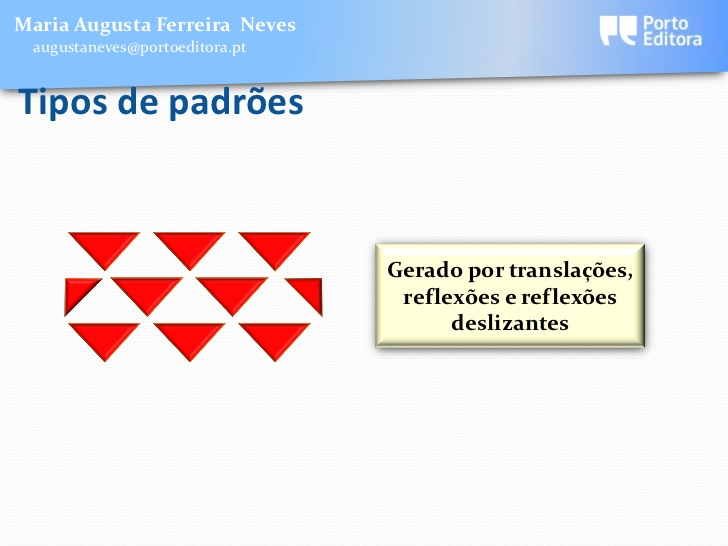 Maria Augusta Ferreira  Neves
augustaneves@portoeditora.pt
Porto
Editora
Tipos de padrões
Gerado por translações,
reflexões e reflexões
deslizantes